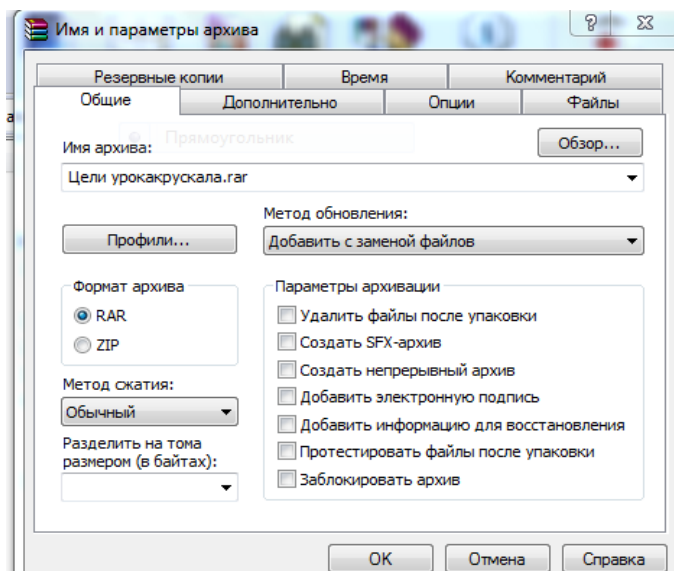 Имя и параметры архива
Резервные копии Время Комментарий
Общие Дополнительно Опции Файлы
а
Прямоугольник
Имя архива: Обзор...
Цели урокакрускала.rar
Метод обновления:
Профили... Добавить с заменой файлов
Формат архива
RAR
ZIP
Метод сжатия:
Обычный
Разделить на тома
размером (в байтах):
Параметры архивации
Удалить файлы после упаковки
Создать SFX-архив
Создать непрерывный архив
Добавить электронную подпись
Добавить информацию для восстановления
Протестировать файлы после упаковки
Заблокировать архив
OK Отмена Справка